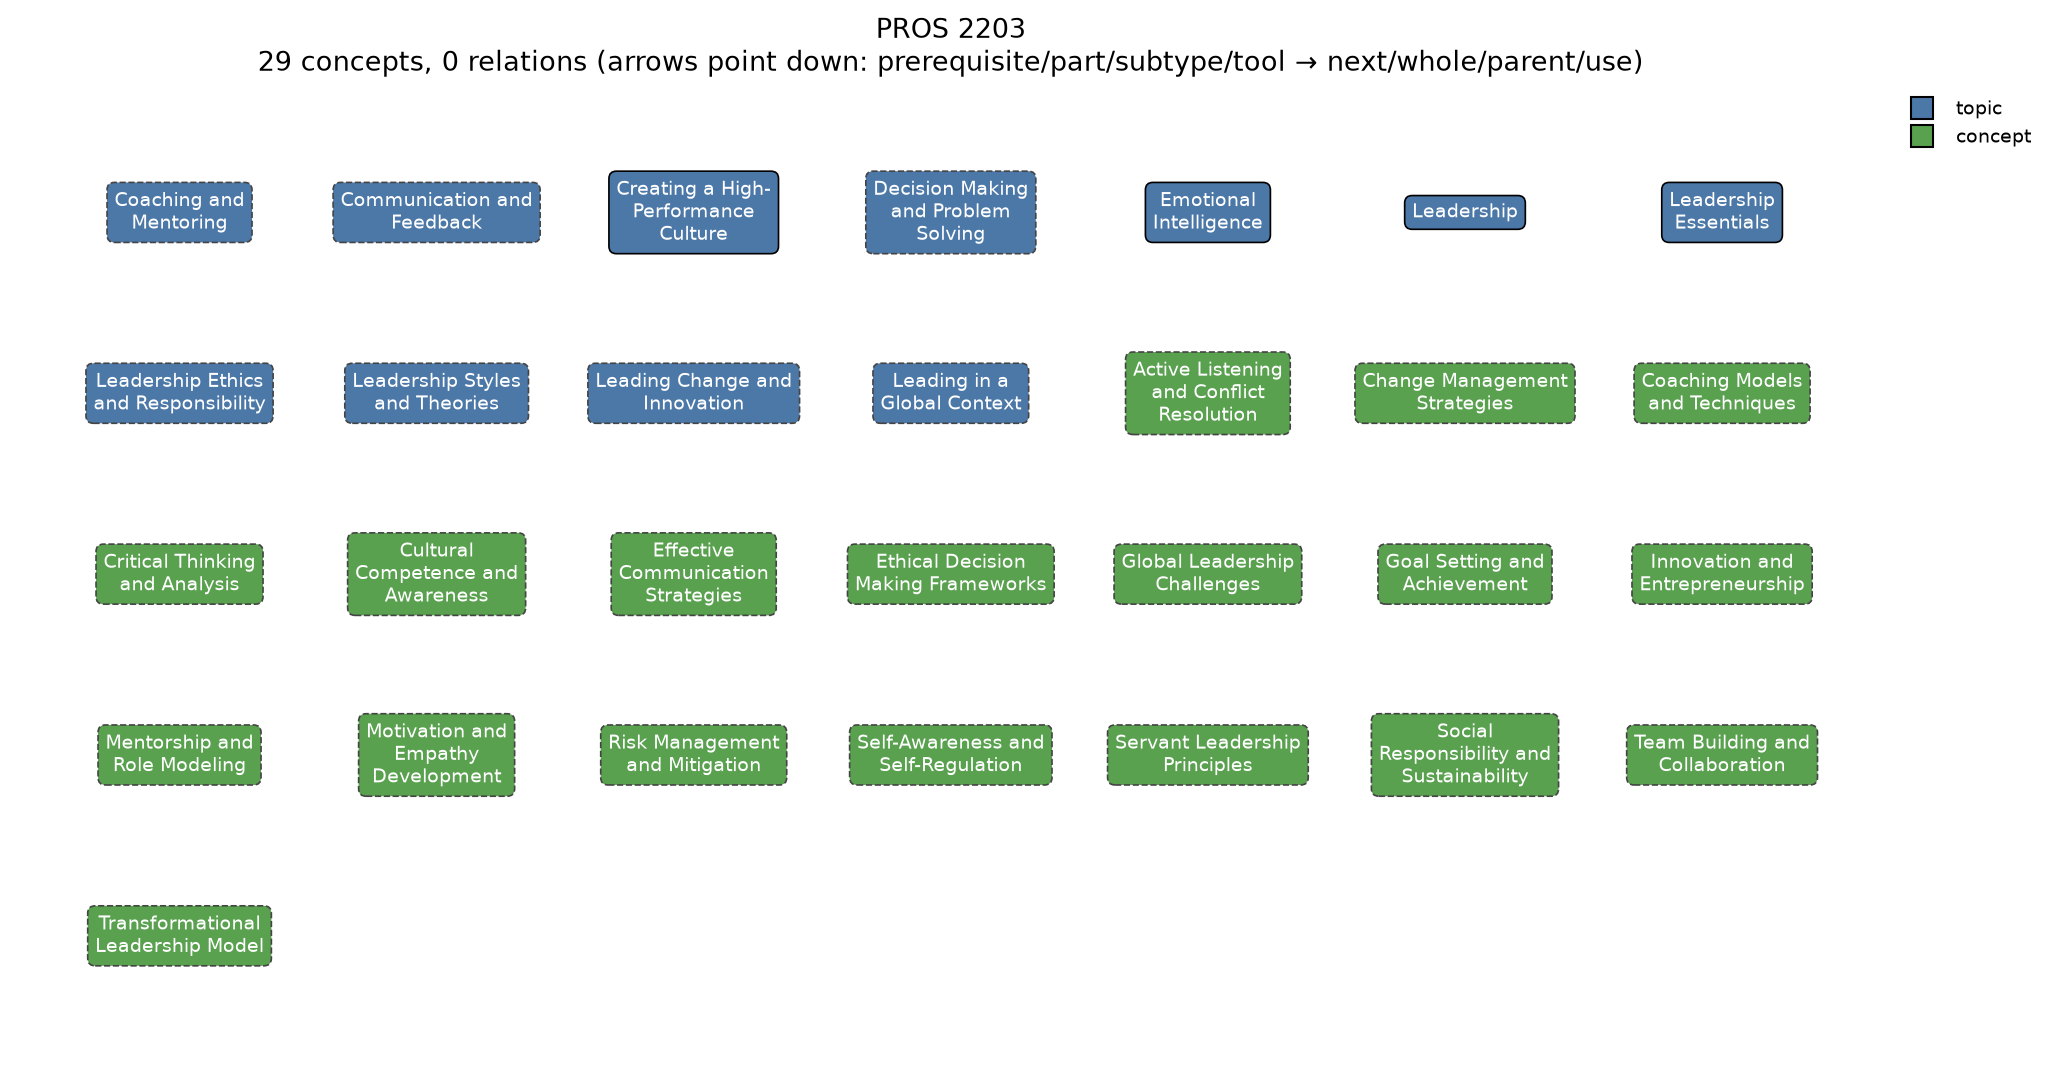 PROS 2203
29 concepts, 0 relations (arrows point down: prerequisite/part/subtype/tool → next/whole/parent/use)
topic
concept
Coaching and
Mentoring
Communication and
Feedback
Creating a High-
Performance
Culture
Decision Making
and Problem
Solving
Emotional
Intelligence
Leadership
Leadership
Essentials
Leadership Ethics
and Responsibility
Leadership Styles
and Theories
Leading Change and
Innovation
Leading in a
Global Context
Active Listening
and Conflict
Resolution
Change Management
Strategies
Coaching Models
and Techniques
Critical Thinking
and Analysis
Cultural
Competence and
Awareness
Effective
Communication
Strategies
Ethical Decision
Making Frameworks
Global Leadership
Challenges
Goal Setting and
Achievement
Innovation and
Entrepreneurship
Mentorship and
Role Modeling
Motivation and
Empathy
Development
Risk Management
and Mitigation
Self-Awareness and
Self-Regulation
Servant Leadership
Principles
Social
Responsibility and
Sustainability
Team Building and
Collaboration
Transformational
Leadership Model